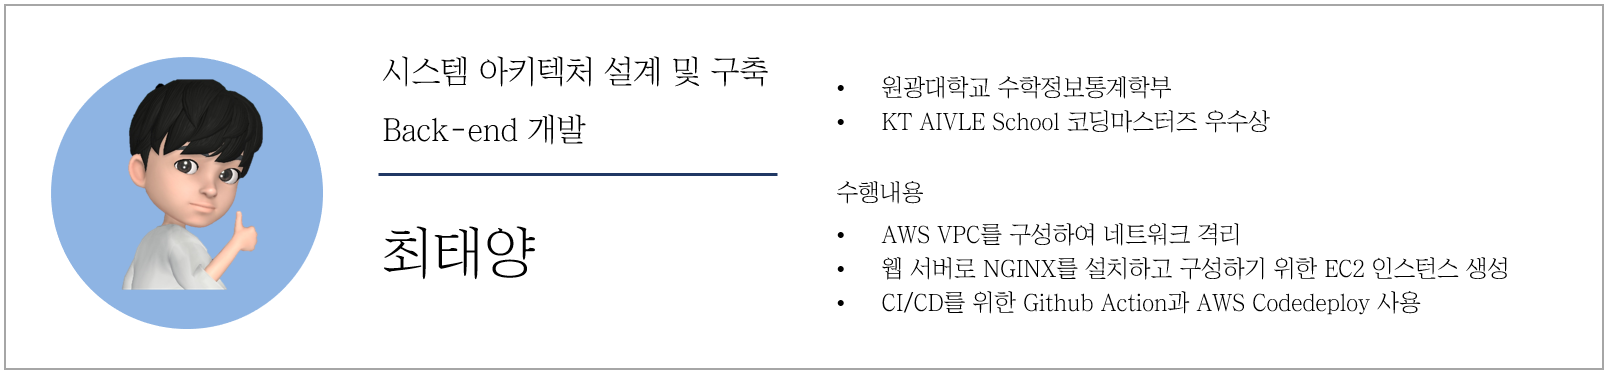 시스템 아키텍처 설계 및 구축
Back-end 개발
최태양
• 원광대학교 수학정보통계학부
• KT AIVLE School 코딩마스터즈 우수상
수행내용
• AWS VPC를 구성하여 네트워크 격리
• 웹 서버로 NGINX를 설치하고 구성하기 위한 EC2 인스턴스 생성
• CI/CD를 위한 Github Action과 AWS Codedeploy 사용